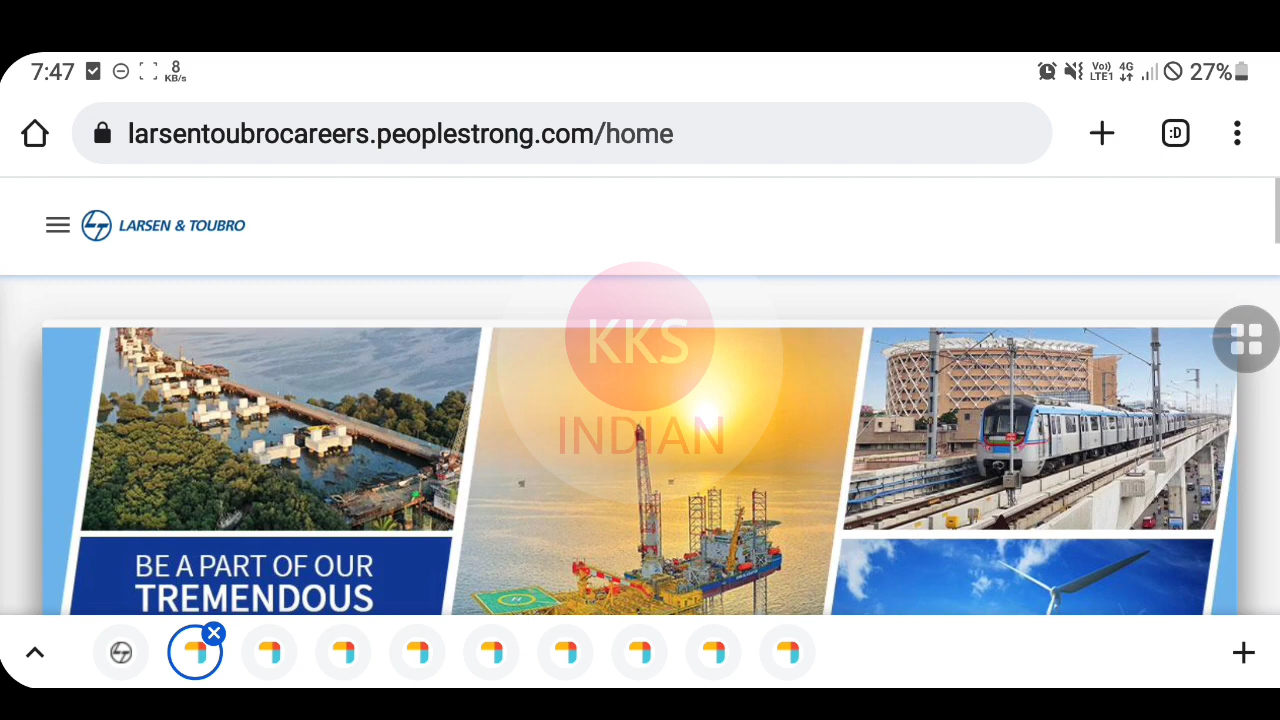 7:47
8
KB/s
Vo))
LTE1
4G
27%
larsentoubrocareers.peoplestrong.com/home
:D
LARSEN & TOUBRO
KKS
INDIAN
BE A PART OF OUR
TREMENDOUS